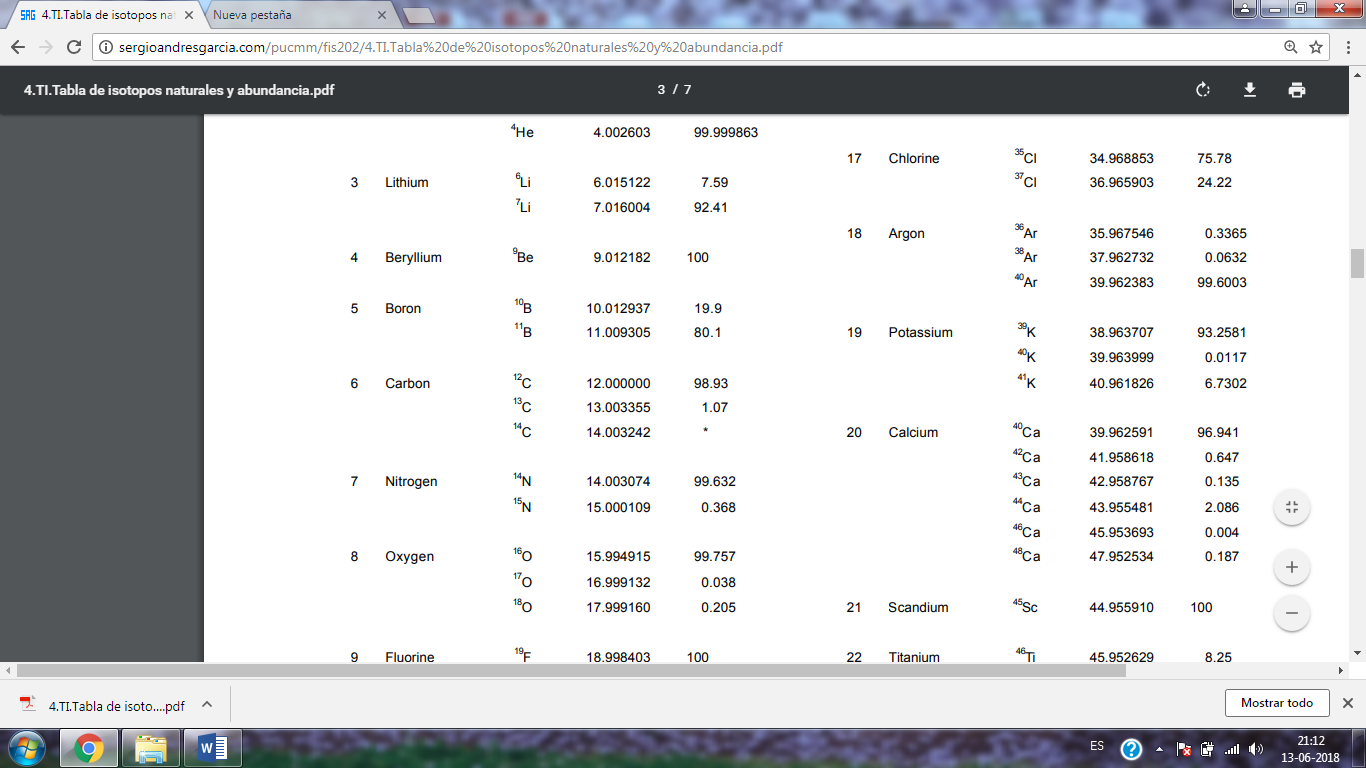 4.TI.Tabla de isotopos nat
Nueva pestaña
sergioandresgarcia.com/pucmm/fis202/4.TI.Tabla%20de%20isotopos%20naturales%20y%20abundancia.pdf
4.TI.Tabla de isotopos naturales y abundancia.pdf
3 / 7
4He 4.002603 99.999863
3 Lithium 6Li 6.015122 7.59
7Li 7.016004 92.41
4 Beryllium 9Be 9.012182 100
5 Boron 10B 10.012937 19.9
11B 11.009305 80.1
6 Carbon 12C 12.000000 98.93
13C 13.003355 1.07
14C 14.003242 *
7 Nitrogen 14N 14.003074 99.632
15N 15.000109 0.368
8 Oxygen 16O 15.994915 99.757
17O 16.999132 0.038
18O 17.999160 0.205
9 Fluorine 19F 18.998403 100
17 Chlorine 35Cl 34.968853 75.78
37Cl 36.965903 24.22
18 Argon 36Ar 35.967546 0.3365
38Ar 37.962732 0.0632
40Ar 39.962383 99.6003
19 Potassium 39K 38.963707 93.2581
40K 39.963999 0.0117
41K 40.961826 6.7302
20 Calcium 40Ca 39.962591 96.941
42Ca 41.958618 0.647
43Ca 42.958767 0.135
44Ca 43.955481 2.086
46Ca 45.953693 0.004
48Ca 47.952534 0.187
21 Scandium 45Sc 44.955910 100
22 Titanium 46Ti 45.952629 8.25
4.TI.Tabla de isoto....pdf
Mostrar todo
ES
21:12
13-06-2018